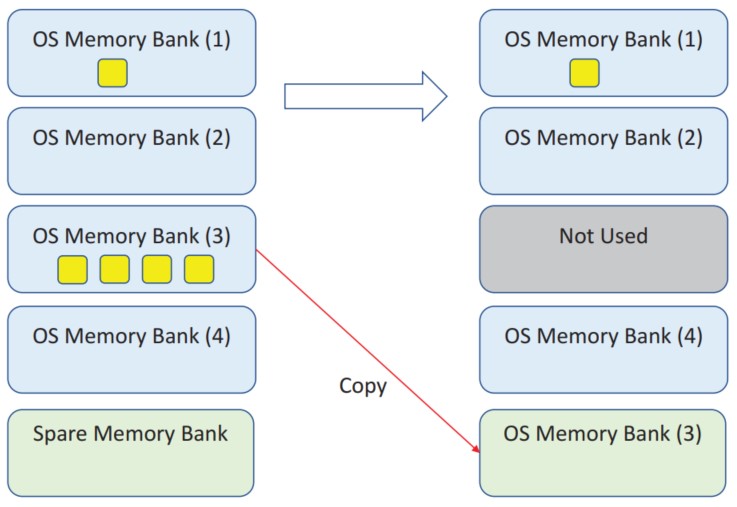 OS Memory Bank (1)
OS Memory Bank (2)
OS Memory Bank (3)
OS Memory Bank (4)
Spare Memory Bank
Copy
OS Memory Bank (1)
OS Memory Bank (2)
Not Used
OS Memory Bank (4)
OS Memory Bank (3)